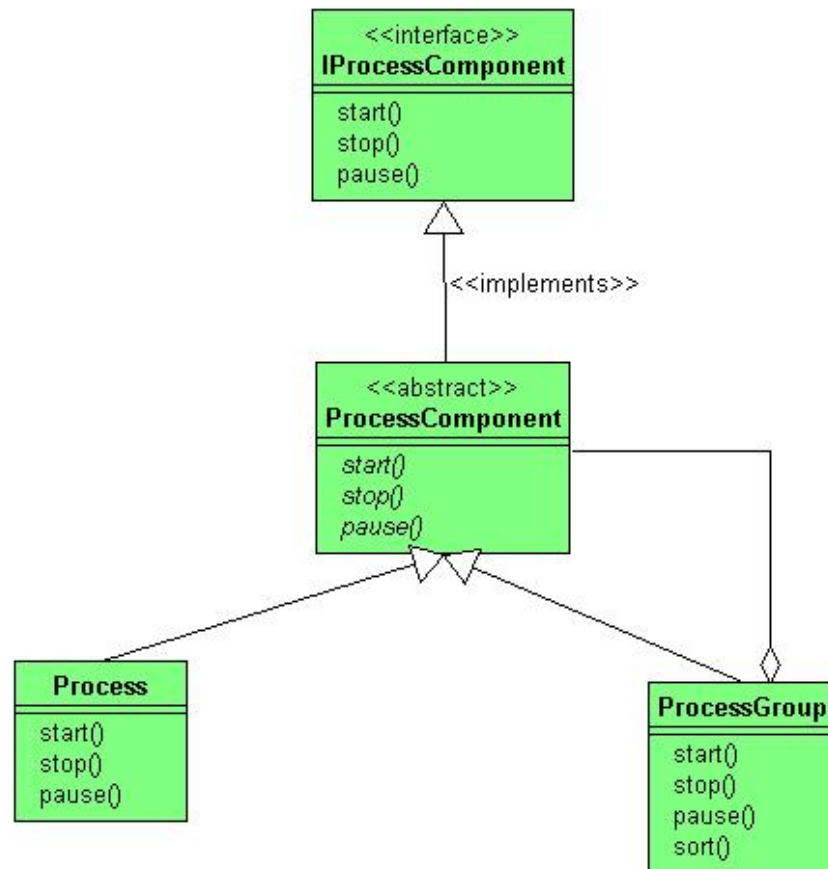 <<interface>>
IProcessComponent
start()
stop()
pause()
<<implements>>
<<abstract>>
ProcessComponent
start()
stop()
pause()
Process
start()
stop()
pause()
ProcessGroup
start()
stop()
pause()
sort()